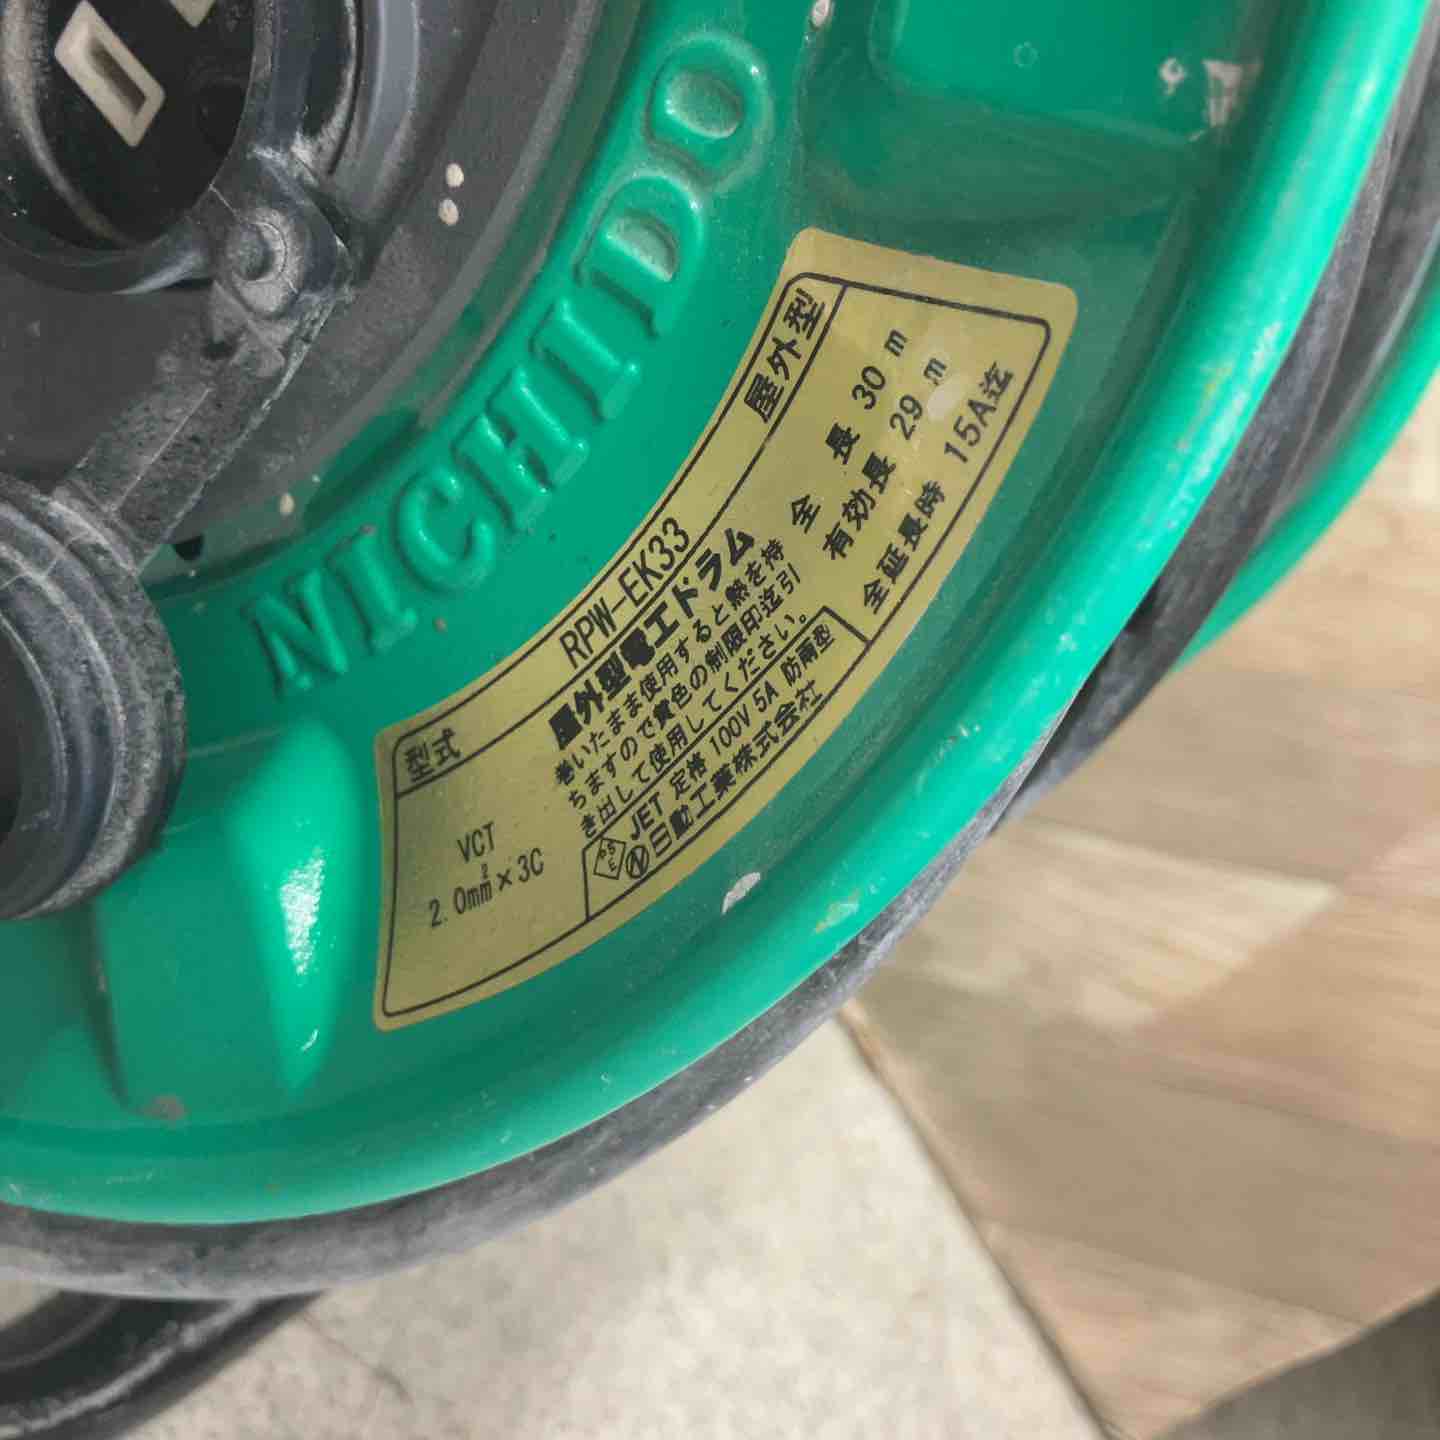 NICHIDO
型式
RPW-EK33
屋外型
VCT
2.0mm²×3C
屋外型電工ドラム
巻いたまま使用すると熱を持
ちますので黄色の制限印迄引
き出して使用してください。
PSE JET 定格 100V 5A 防雨型
日動工業株式会社
全長 30m
有効長 29m
全延長時 15A迄